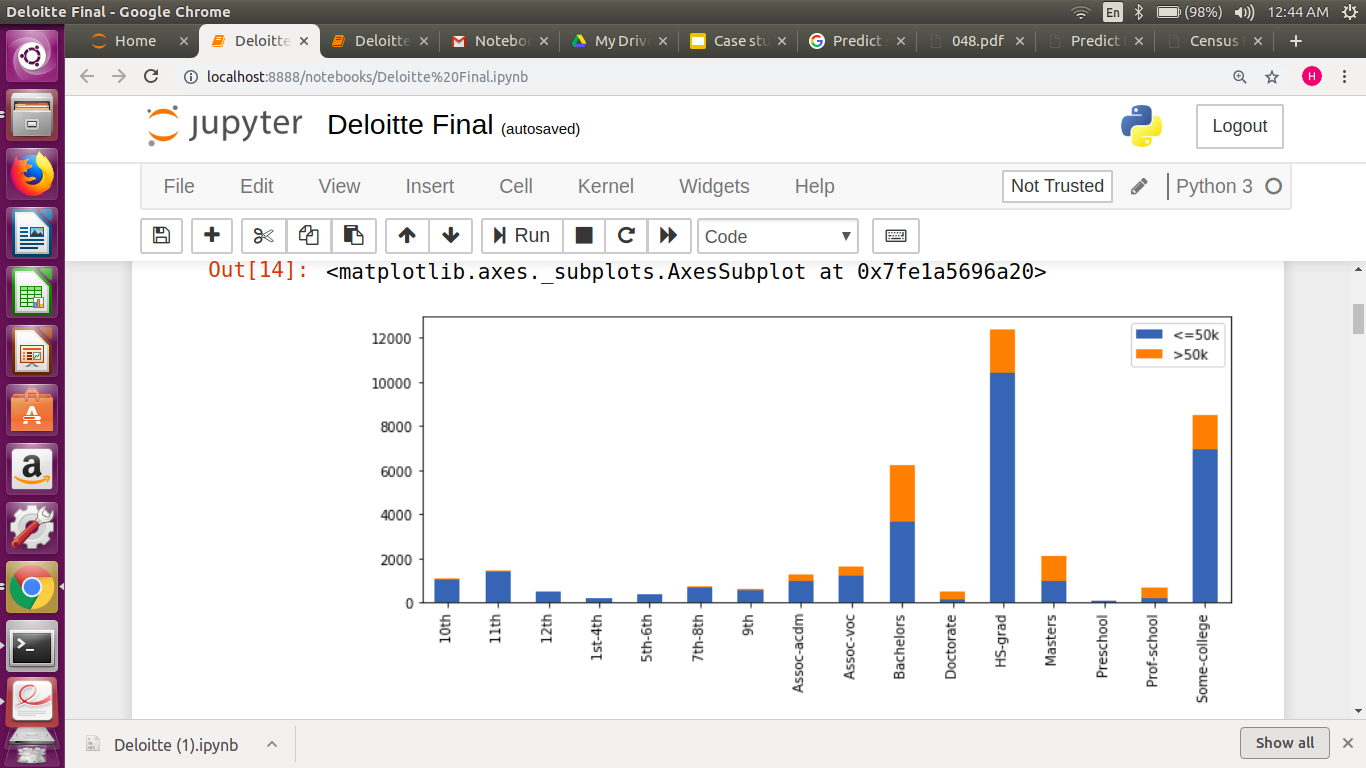 Deloitte Final - Google Chrome
En
(98%)
12:44 AM
Home
Deloitte
Deloitte
Notebo
My Driv
Case stu
Predict
048.pdf
Predict
Census
localhost:8888/notebooks/Deloitte%20Final.ipynb
H
jupyter
Deloitte Final (autosaved)
Logout
File Edit View Insert Cell Kernel Widgets Help
Not Trusted
Python 3
Run
Code
Out[14]: <matplotlib.axes._subplots.AxesSubplot at 0x7fe1a5696a20>
<=50k
>50k
12000
10000
8000
6000
4000
2000
0
10th
11th
12th
1st-4th
5th-6th
7th-8th
9th
Assoc-acdm
Assoc-voc
Bachelors
Doctorate
HS-grad
Masters
Preschool
Prof-school
Some-college
Deloitte (1).ipynb
Show all